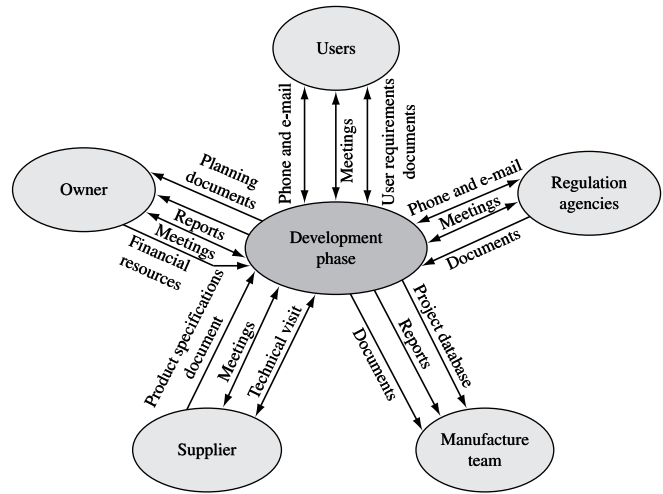 Users
Phone and e-mail
Meetings
User requirements
documents
Owner
Planning
documents
Reports
Meetings
Financial
resources
Development
phase
Phone and e-mail
Meetings
Documents
Regulation
agencies
Product specifications
document
Meetings
Technical visit
Documents
Reports
Project database
Supplier
Manufacture
team